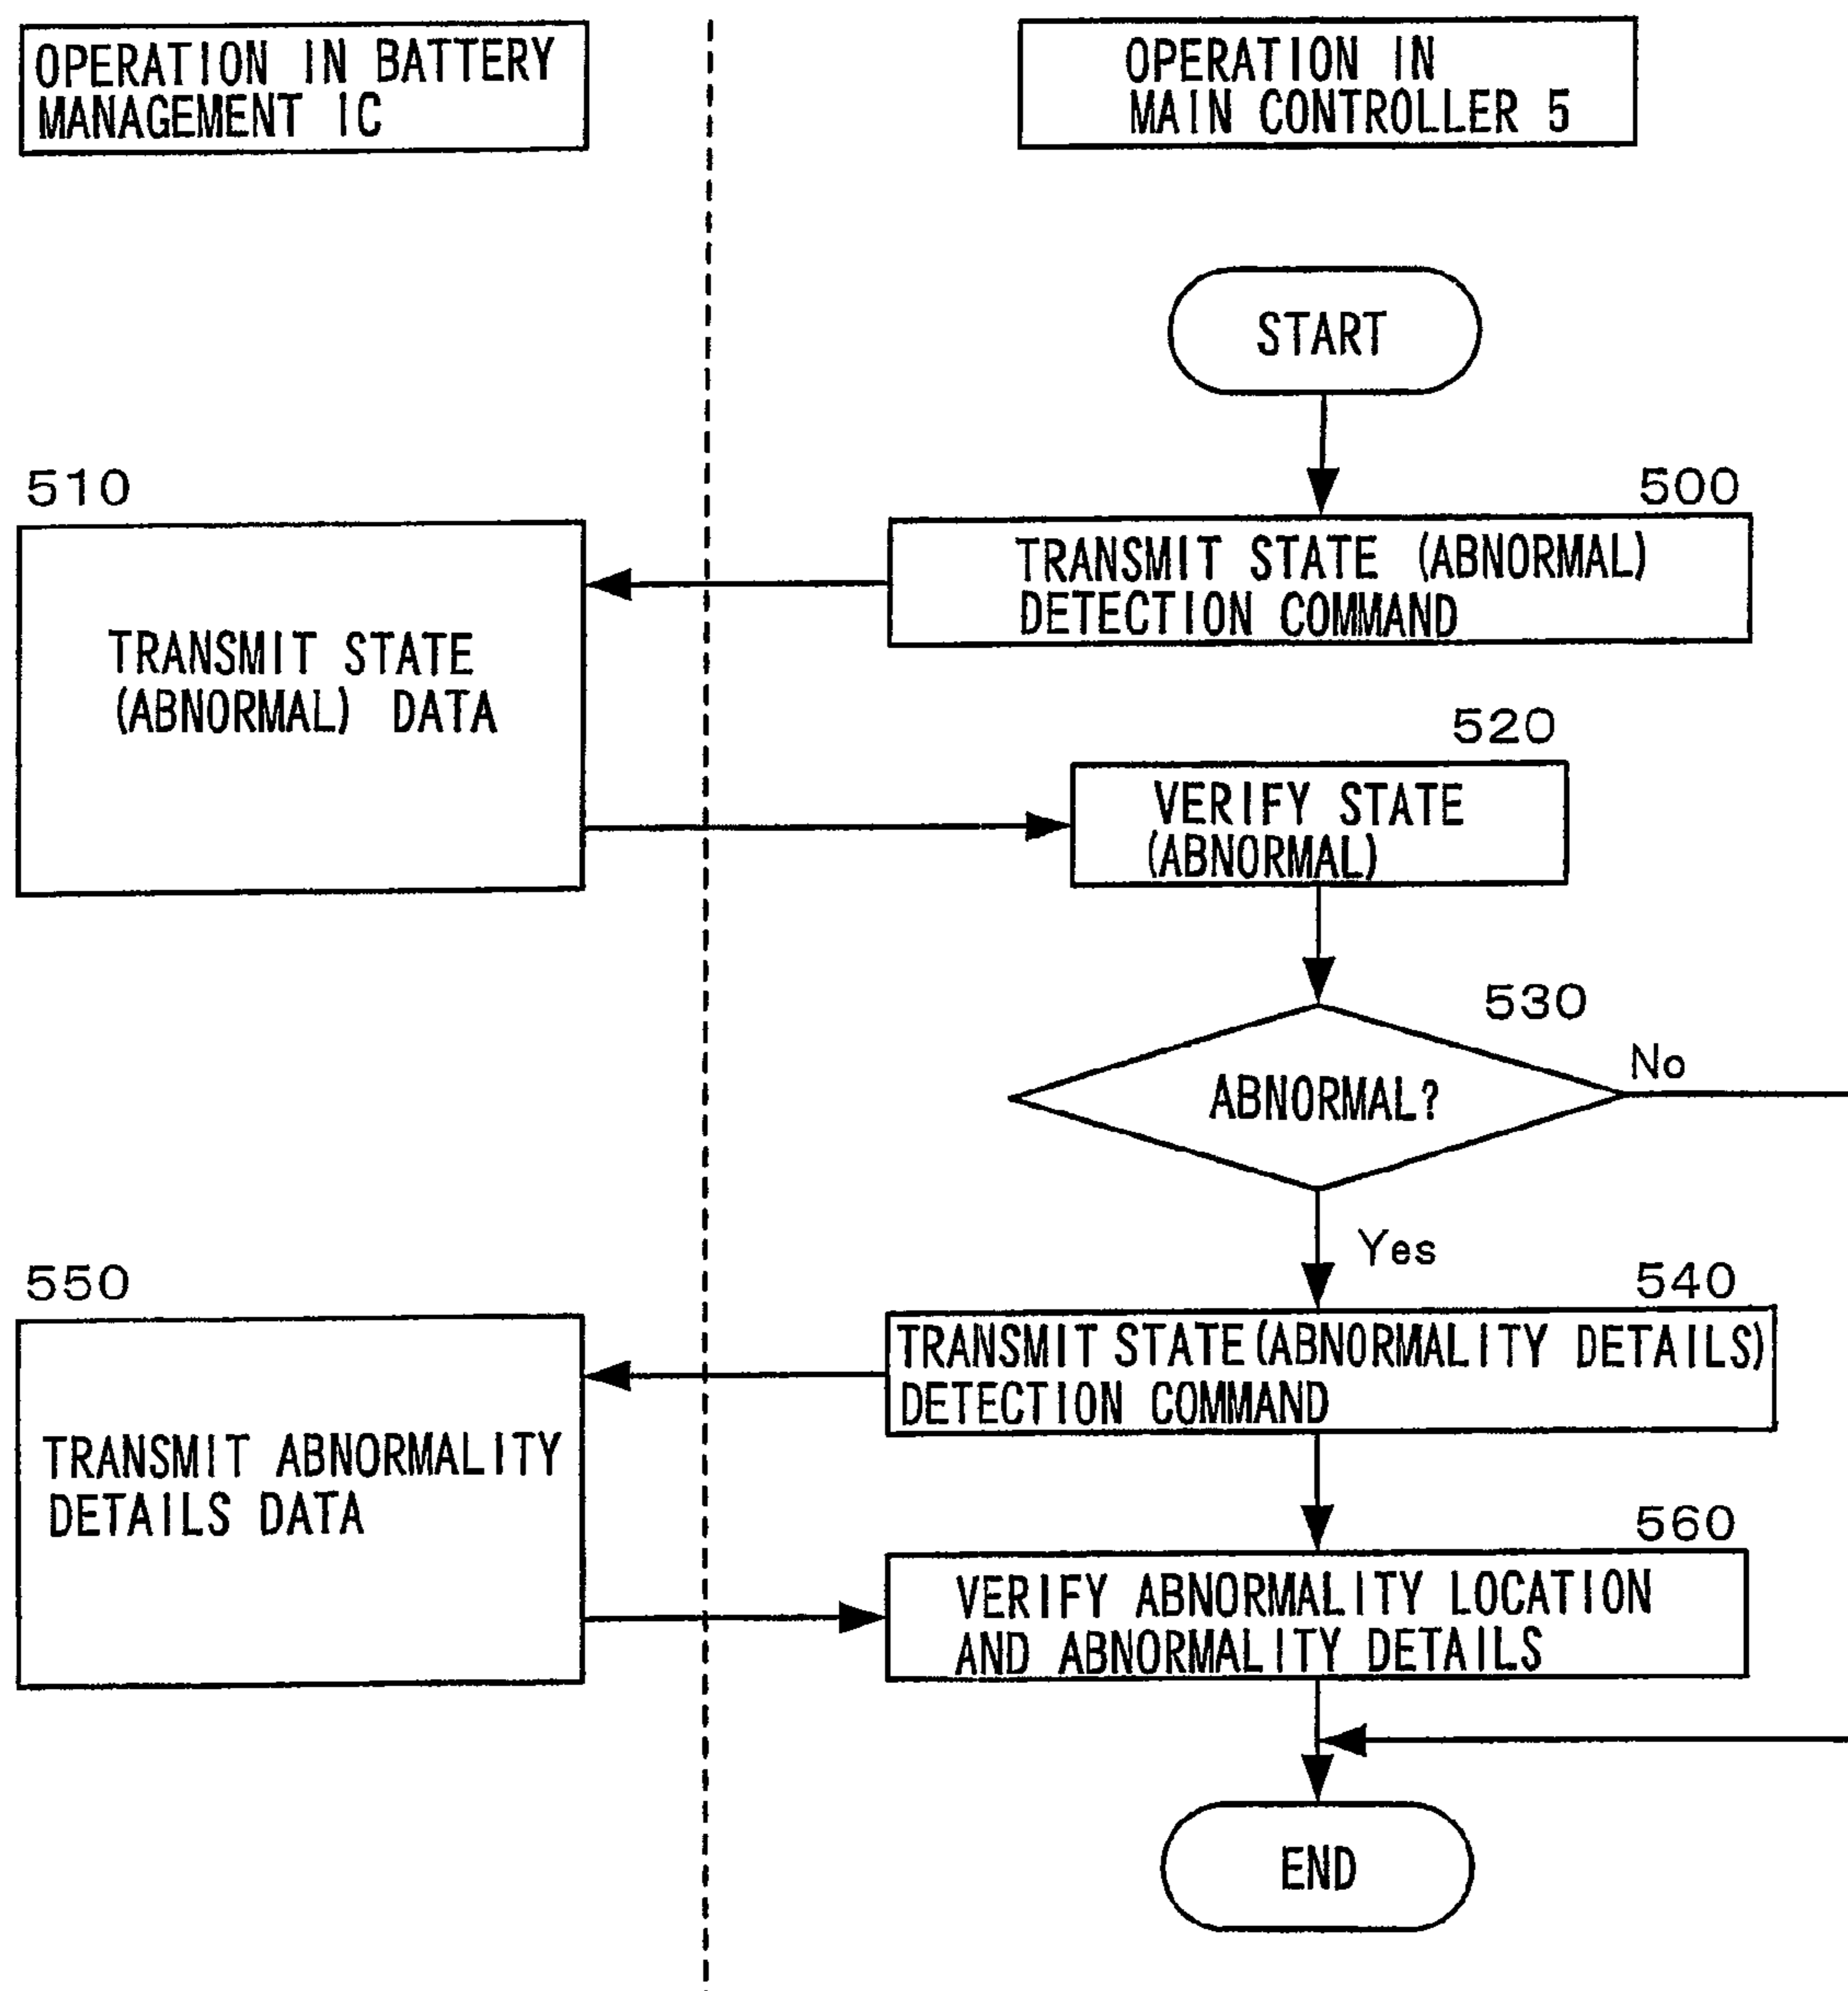 OPERATION IN BATTERY
MANAGEMENT IC
OPERATION IN
MAIN CONTROLLER 5
START
500
TRANSMIT STATE (ABNORMAL)
DETECTION COMMAND
510
TRANSMIT STATE
(ABNORMAL) DATA
520
VERIFY STATE
(ABNORMAL)
530
ABNORMAL?
No
Yes
540
TRANSMIT STATE (ABNORMALITY DETAILS)
DETECTION COMMAND
550
TRANSMIT ABNORMALITY
DETAILS DATA
560
VERIFY ABNORMALITY LOCATION
AND ABNORMALITY DETAILS
END